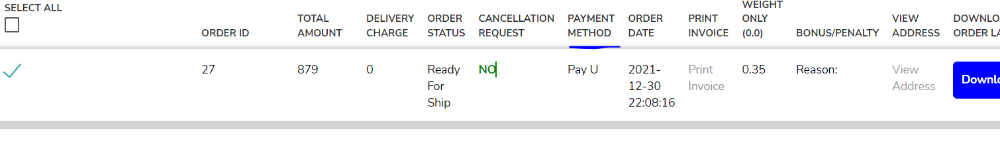 SELECT ALL
ORDER ID
TOTAL
AMOUNT
DELIVERY
CHARGE
ORDER
STATUS
CANCELLATION
REQUEST
PAYMENT
METHOD
ORDER
DATE
PRINT
INVOICE
WEIGHT
ONLY
(0.0)
BONUS/PENALTY
VIEW
ADDRESS
DOWNLO
ORDER LA
27
879
0
Ready
For
Ship
NO
Pay U
2021-
12-30
22:08:16
Print
Invoice
0.35
Reason:
View
Address
Downlo